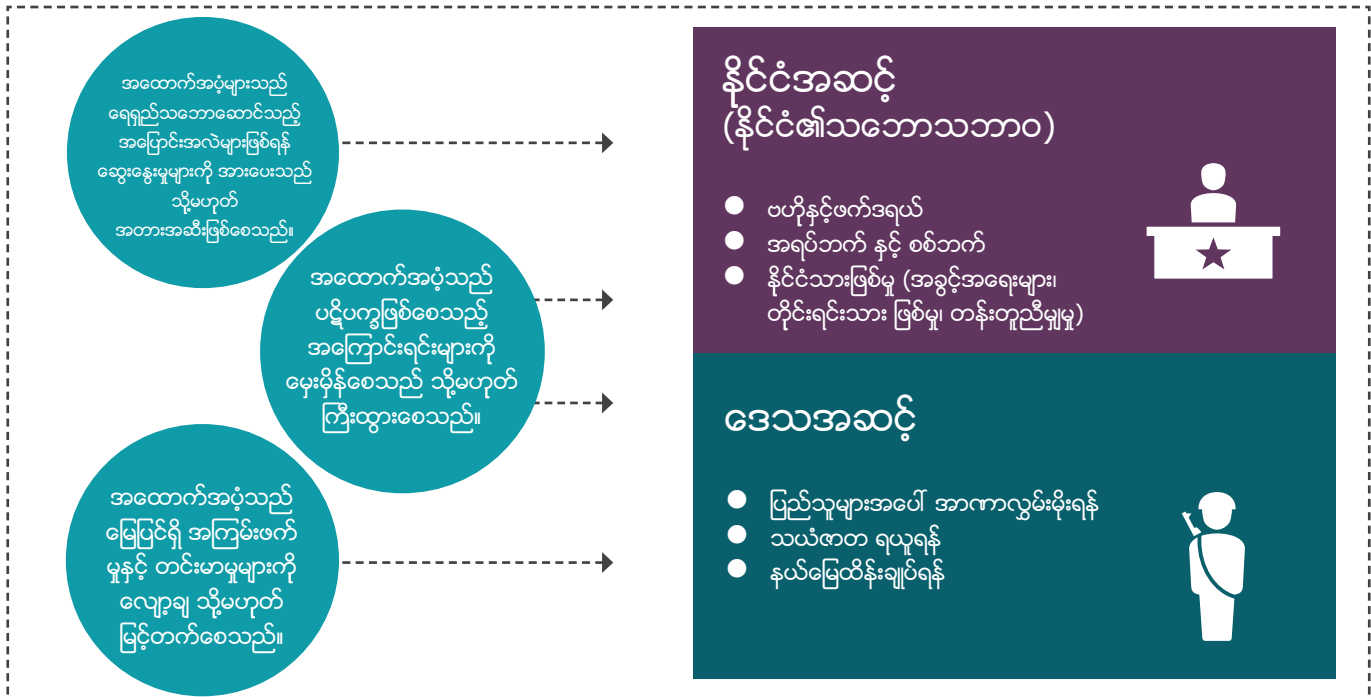 အထောက်အပံ့များသည်
ရေရှည်သဘောဆောင်သည့်
အပြောင်းအလဲများဖြစ်ရန်
ဆွေးနွေးမှုများကို အားပေးသည်
သို့မဟုတ်
အတားအဆီးဖြစ်စေသည်။
အထောက်အပံ့သည်
ပဋိပက္ခဖြစ်စေသည့်
အကြောင်းရင်းများကို
မှေးမှိန်စေသည် သို့မဟုတ်
ကြီးထွားစေသည်။
အထောက်အပံ့သည်
မြေပြင်ရှိ အကြမ်းဖက်
မှုနှင့် တင်းမာမှုများကို
လျော့ချ သို့မဟုတ်
မြင့်တက်စေသည်။
နိုင်ငံအဆင့်
(နိုင်ငံ၏သဘောသဘာဝ)
● ဗဟိုနှင့်ဖက်ဒရယ်
● အရပ်ဘက် နှင့် စစ်ဘက်
● နိုင်ငံသားဖြစ်မှု (အခွင့်အရေးများ၊
တိုင်းရင်းသား ဖြစ်မှု၊ တန်းတူညီမျှမှု)
ဒေသအဆင့်
● ပြည်သူများအပေါ် အာဏာလွှမ်းမိုးရန်
● သယံဇာတ ရယူရန်
● နယ်မြေထိန်းချုပ်ရန်